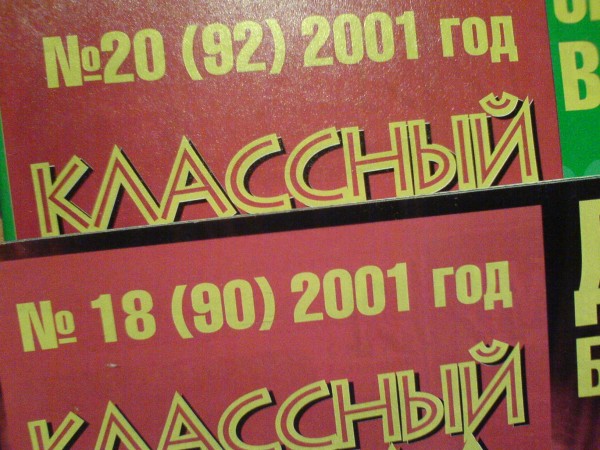 №20 (92) 2001 год
КЛАССНЫЙ
№ 18 (90) 2001 год
КЛАССНЫЙ